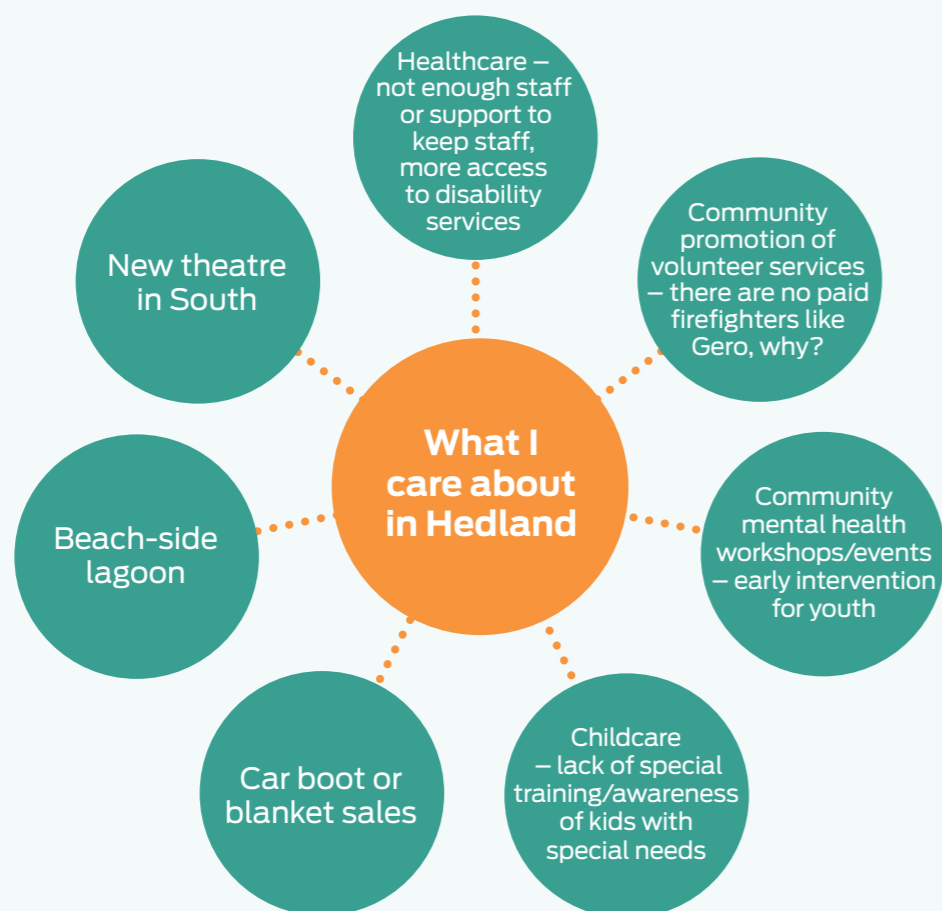 Healthcare –
not enough staff
or support to
keep staff,
more access
to disability
services
Community
promotion of
volunteer services
– there are no paid
firefighters like
Gero, why?
Community
mental health
workshops/events
– early intervention
for youth
Childcare
– lack of special
training/awareness
of kids with
special needs
Car boot or
blanket sales
Beach-side
lagoon
New theatre
in South
What I
care about
in Hedland